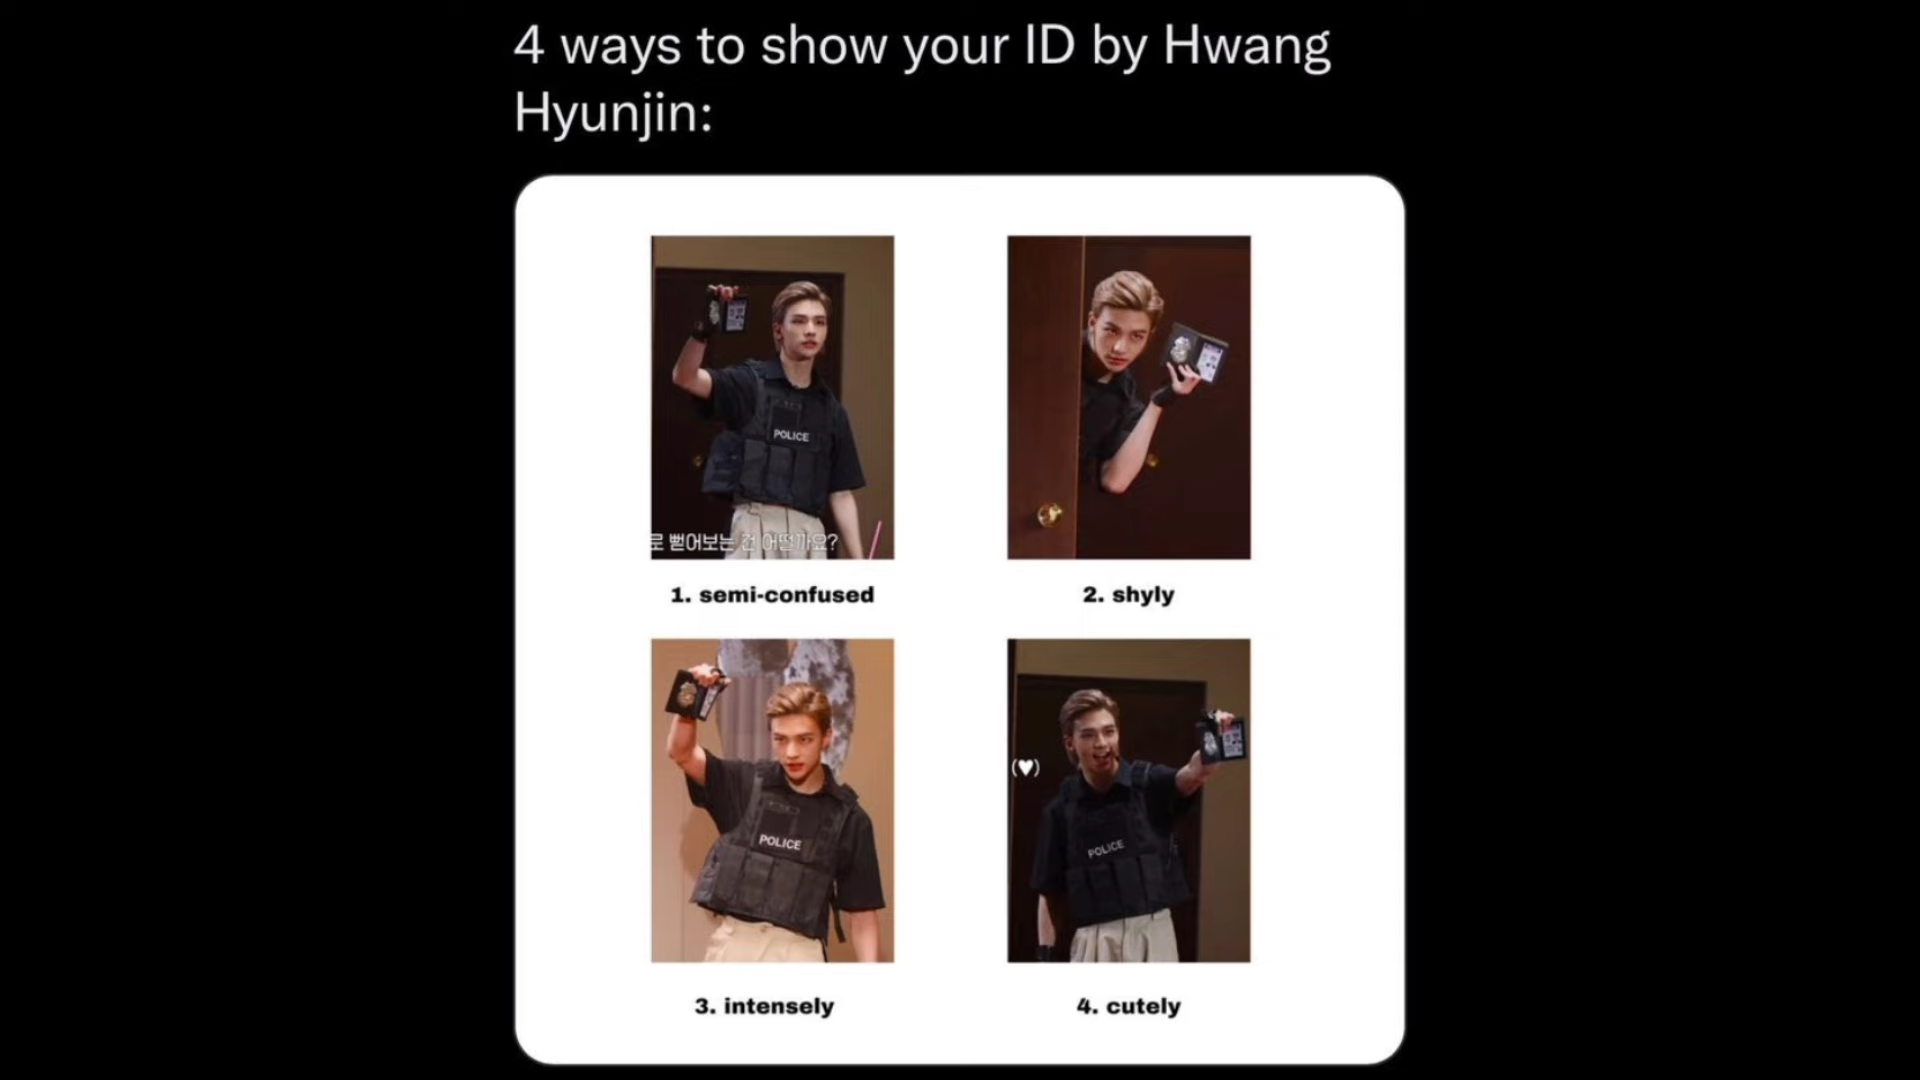 4 ways to show your ID by Hwang
Hyunjin:
POLICE
로 뻗어보는 건 어떨까요?
1. semi-confused
2. shyly
POLICE
(♥)
POLICE
3. intensely
4. cutely